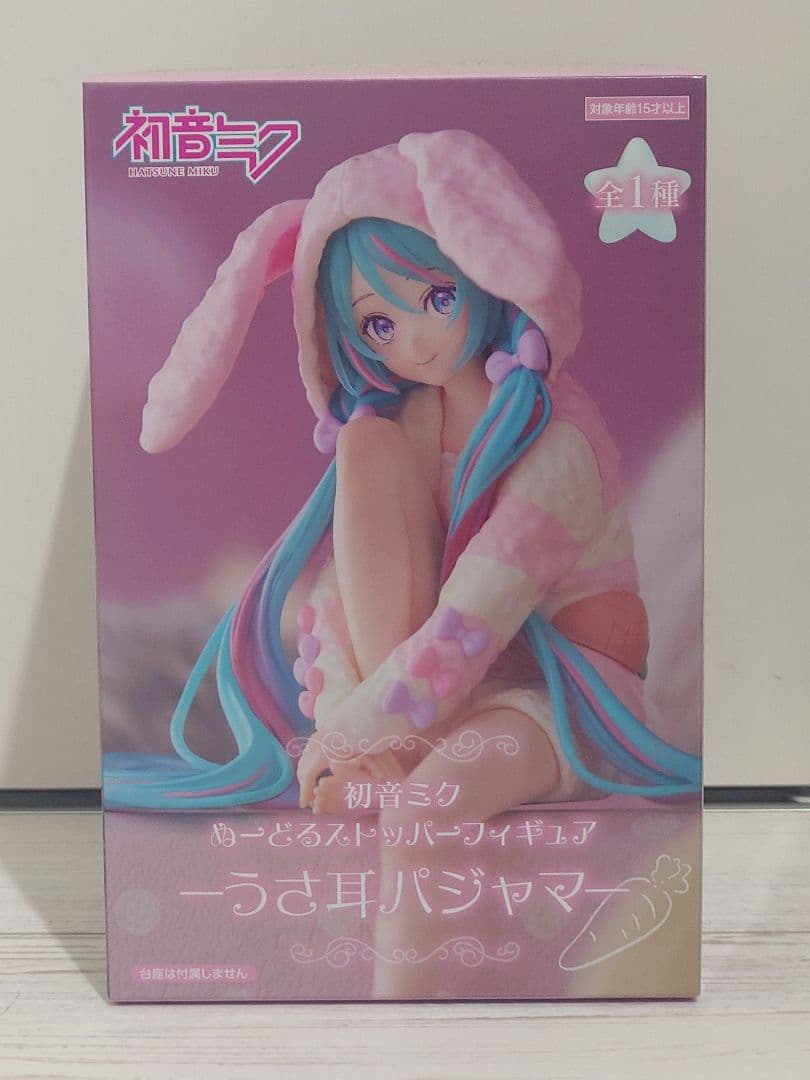 初音ミク
HATSUNE MIKU
対象年齢15才以上
全1種
初音ミク
ぬーどるストッパーフィギュア
ーうさ耳パジャマー
台座は付属しません